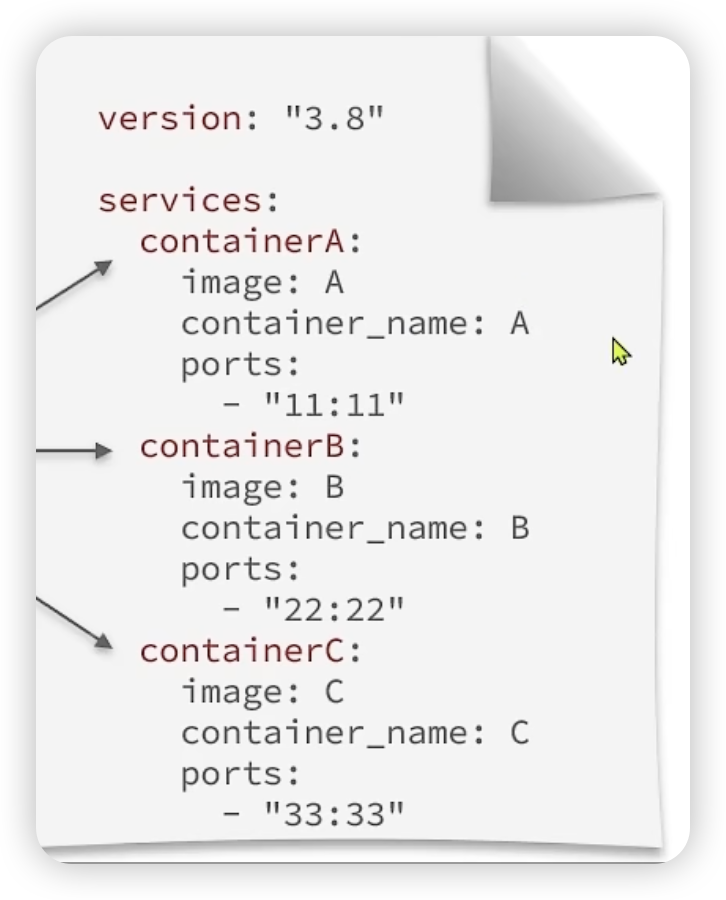 version: "3.8"
services:
  containerA:
    image: A
    container_name: A
    ports:
      - "11:11"
  containerB:
    image: B
    container_name: B
    ports:
      - "22:22"
  containerC:
    image: C
    container_name: C
    ports:
      - "33:33"